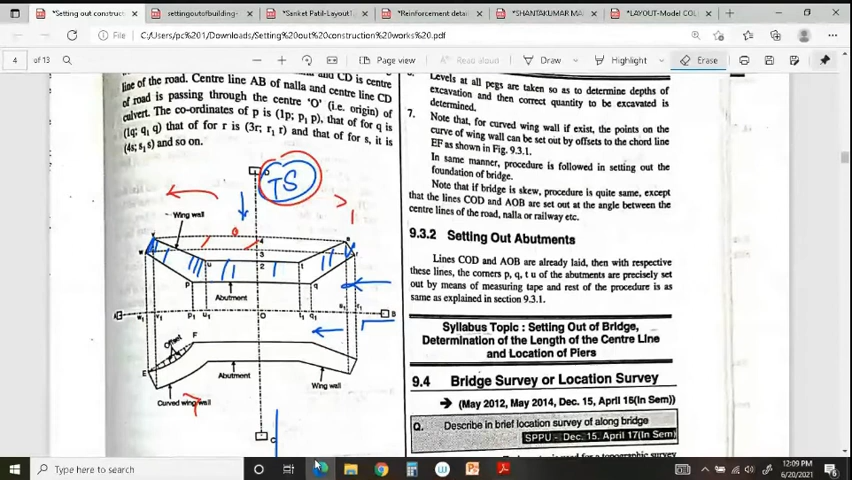 *Setting out construct
settingoutofbuilding-
*Sanket Patil-Layout1
*Reinforcement detai
*SHANTAKUMAR MA
*LAYOUT-Model COL
File
C:/Users/pc%201/Downloads/Setting%20out%20construction%20works%20.pdf
4 of 13
Page view
Read aloud
Draw
Highlight
Erase
line of the road. Centre line AB of nalla and CD is centre
of road is passing through the centre 'O' (i.e. origin) of
culvert. The co-ordinates of p is (1p; p₁ p), that of for q is
(1q; q₁ q) that of for r is (3r; r₁ r) and that of for s, it is
(4s; s₁ s) and so on.
TS
Wing wall
v
4
s
w
3
r
u
2
t
p
q
Abutment
A
w₁ v₁
p₁ u₁
O
t₁ q₁
s₁ r₁
B
Offset
F
E
Abutment
Wing wall
Curved wing wall
C
Levels at all pegs are taken so as to determine depths of
excavation and then correct quantity to be excavated is
determined.
7. Note that, for curved wing wall if exist, the points on the
curve of wing wall can be set out by offsets to the chord line
EF as shown in Fig. 9.3.1.
In same manner, procedure is followed in setting out the
foundation of bridge.
Note that if bridge is skew, procedure is quite same, except
that the lines COD and AOB are set out at the angle between the
centre lines of the road, nalla or railway etc.
9.3.2 Setting Out Abutments
Lines COD and AOB are already laid, then with respective
these lines, the corners p, q, t u of the abutments are precisely set
out by means of measuring tape and rest of the procedure is as
same as explained in section 9.3.1.
Syllabus Topic : Setting Out of Bridge,
Determination of the Length of the Centre Line
and Location of Piers
9.4 Bridge Survey or Location Survey
→ (May 2012, May 2014, Dec. 15, April 16(In Sem)
Q. Describe in brief location survey of along bridge
SPPU - Dec. 15, April 17(In Sem)
Type here to search
12:09 PM
6/20/2021